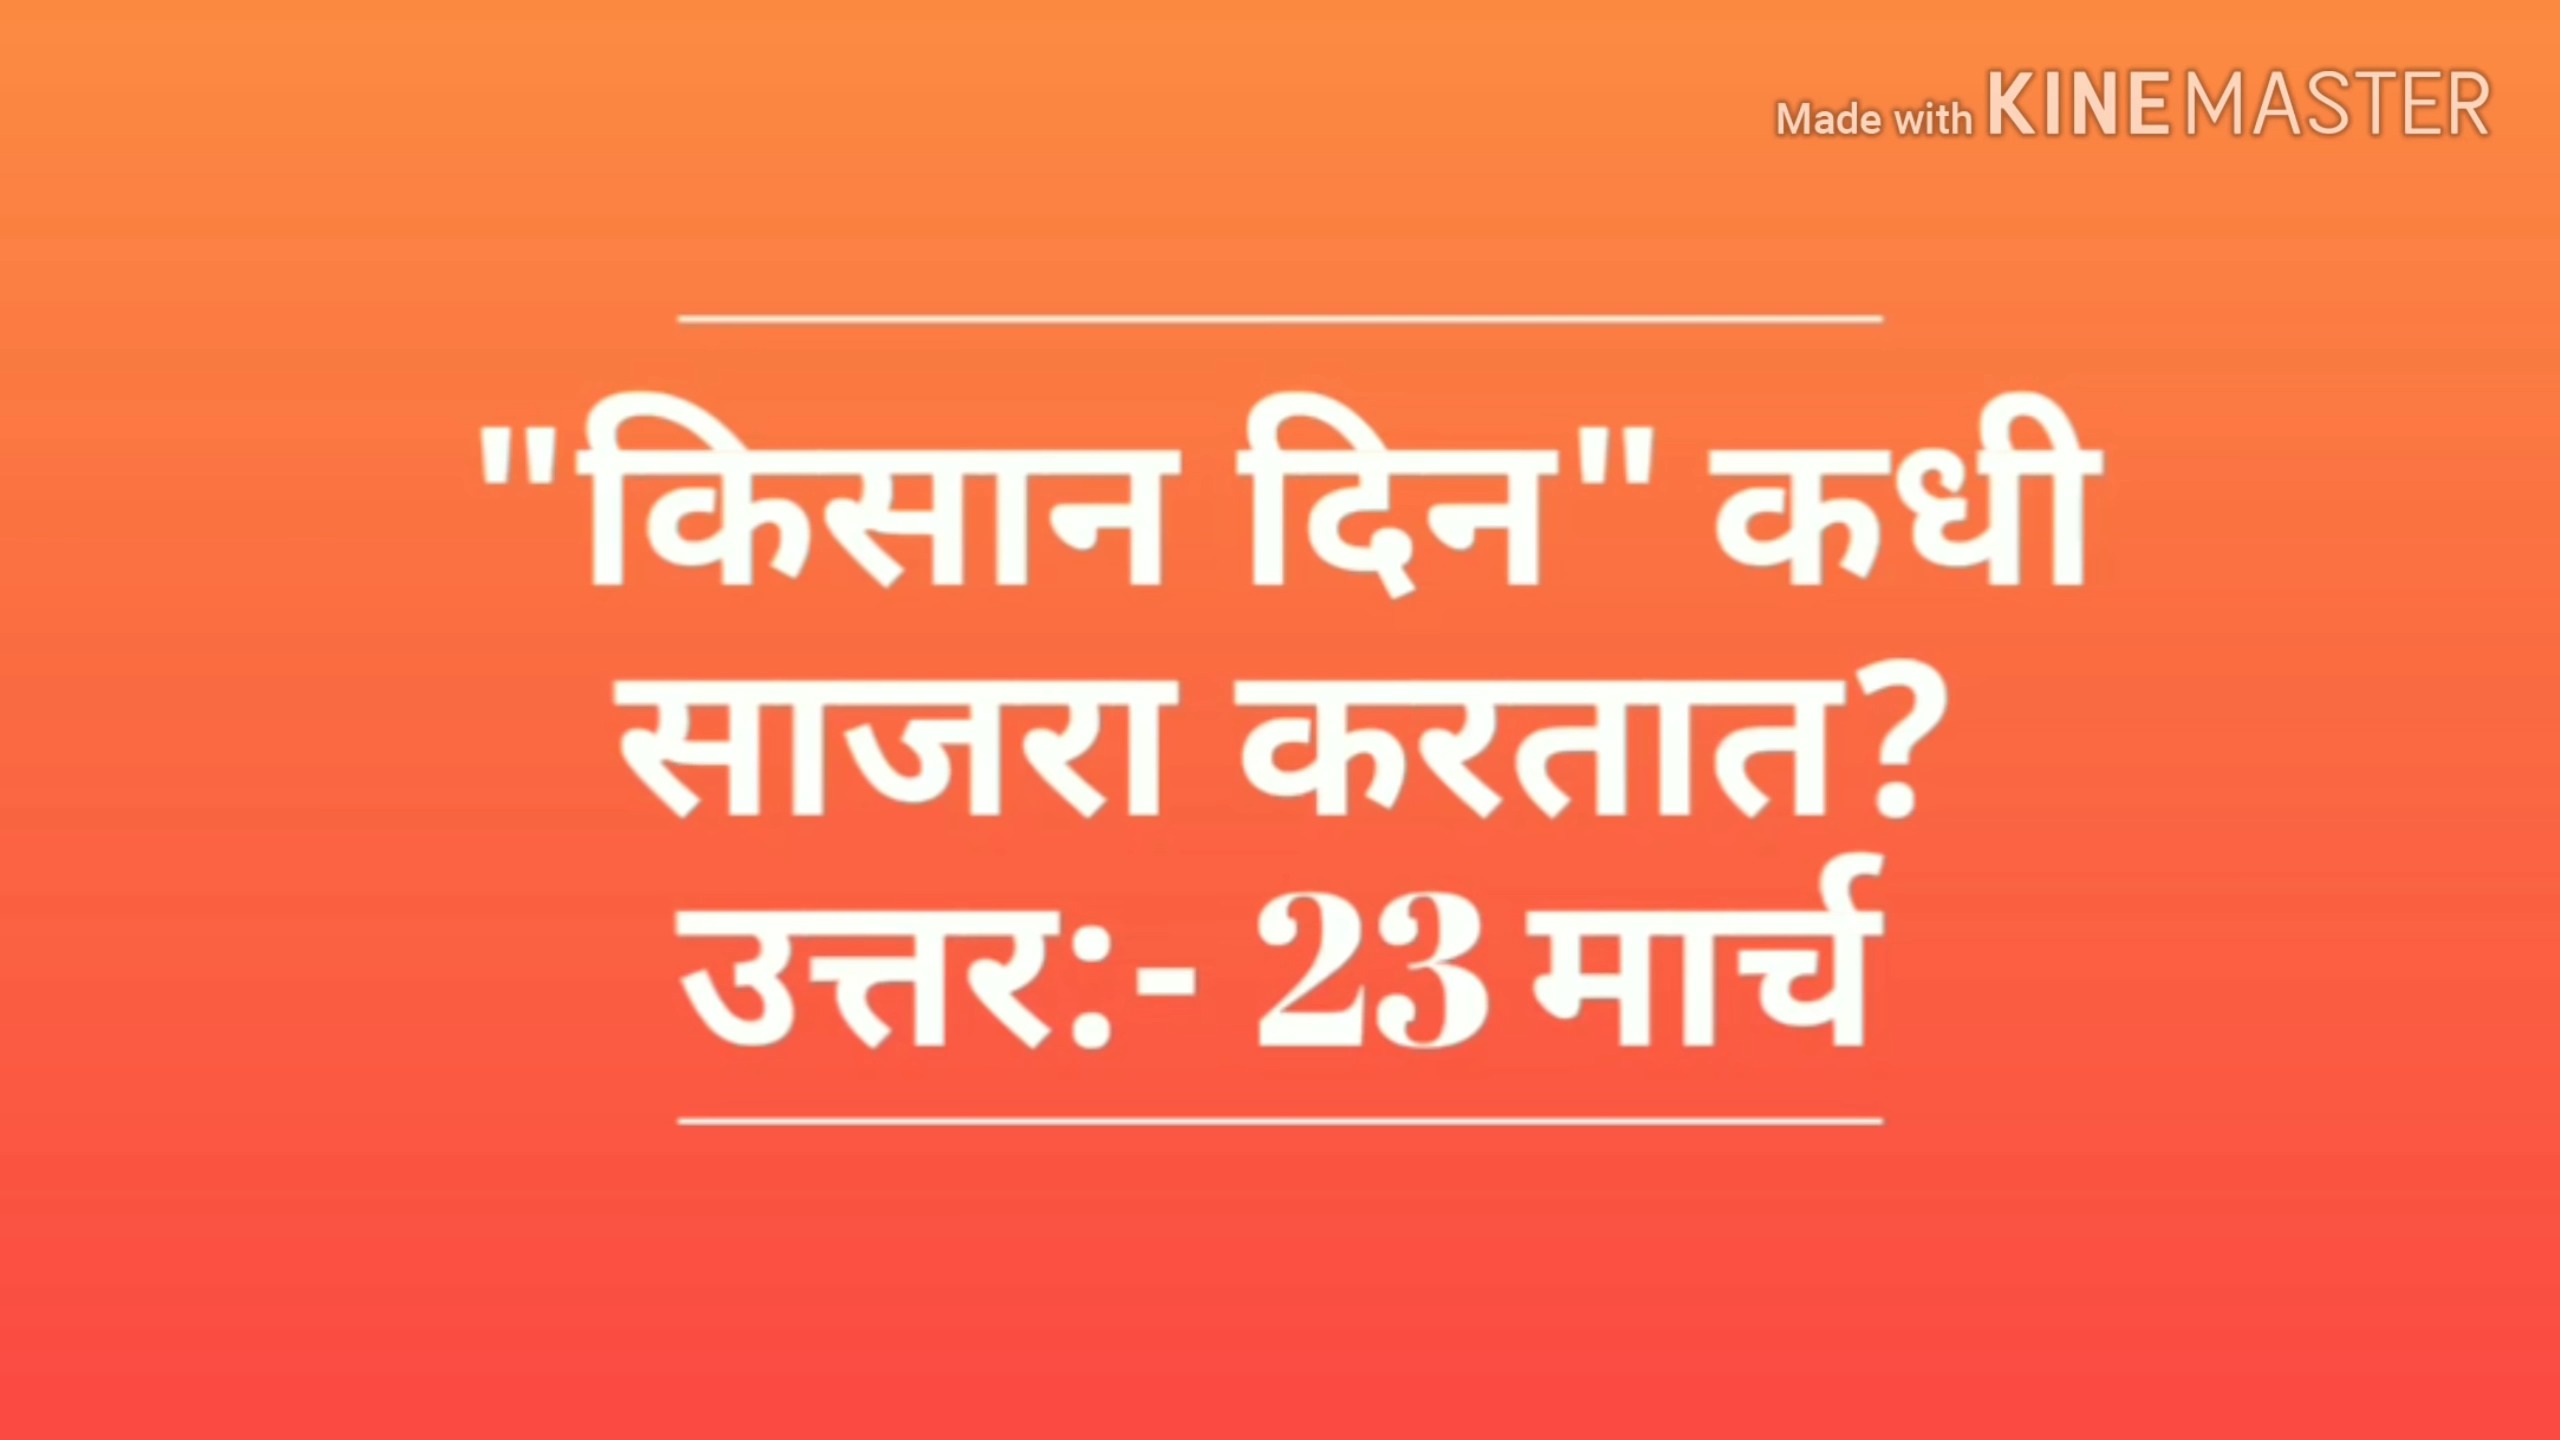 Made with KINEMASTER
"किसान दिन" कधी
साजरा करतात?
उत्तर:- 23 मार्च